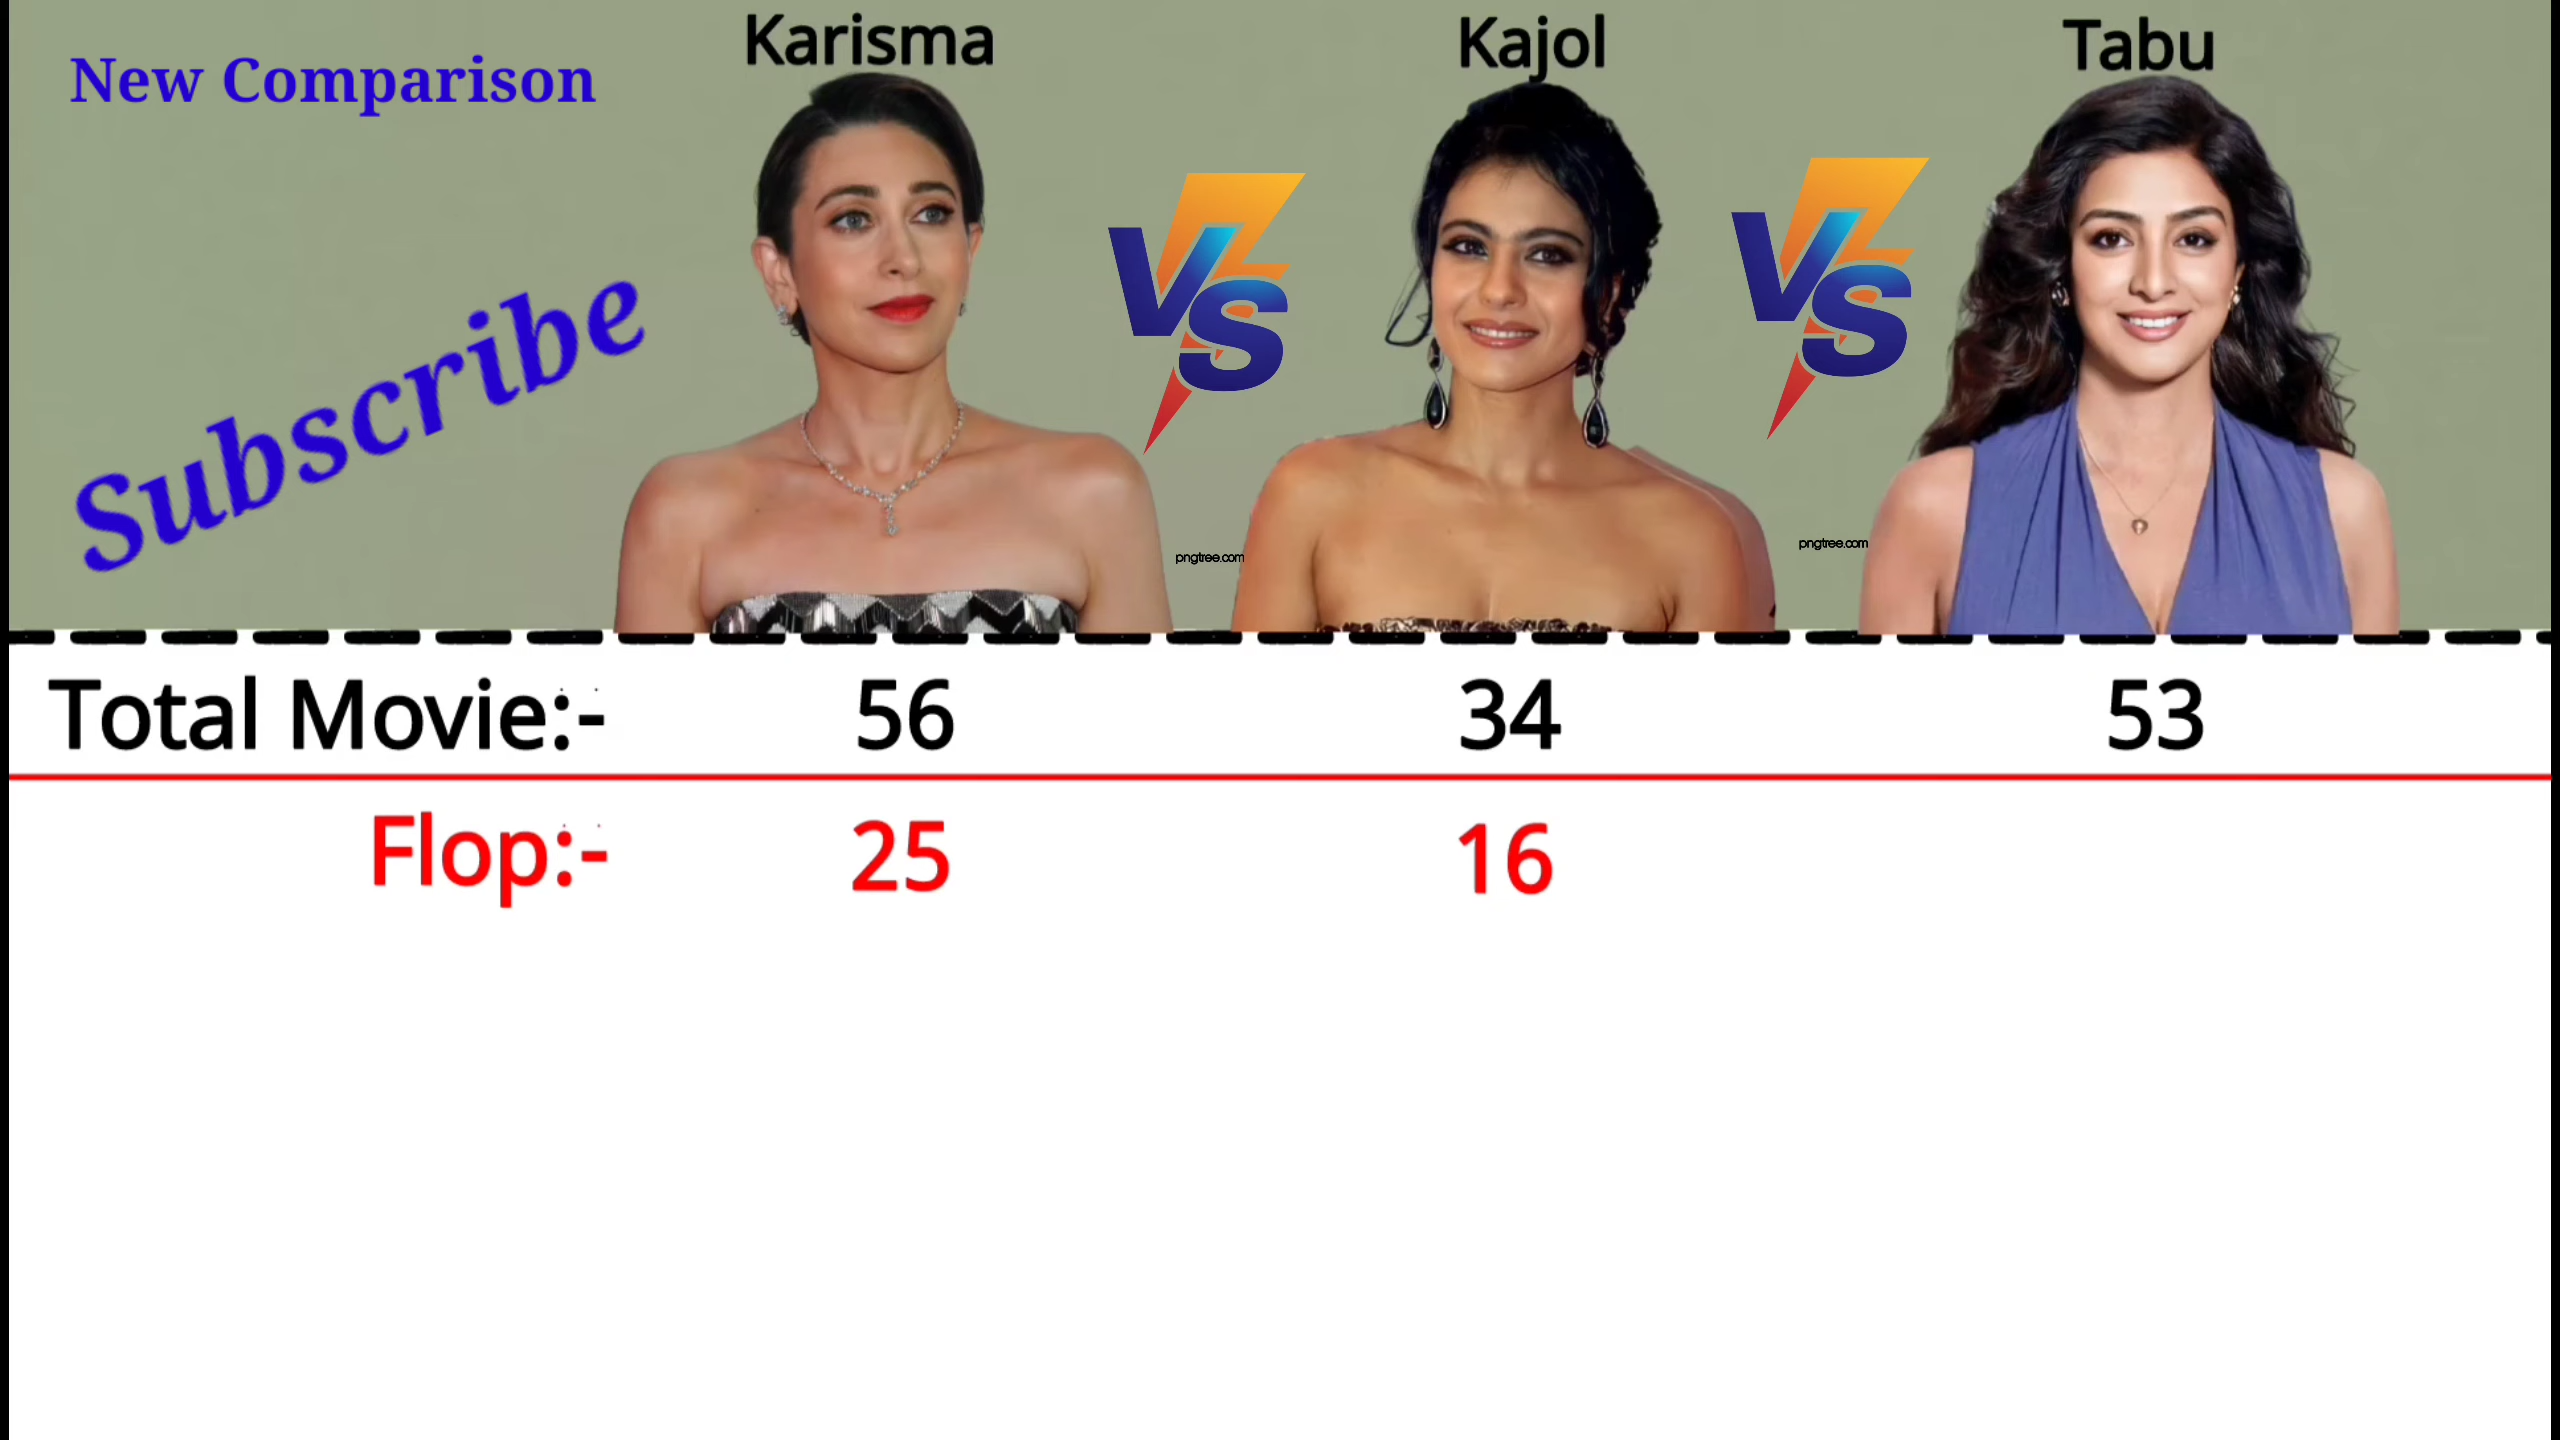 New Comparison
Subscribe
Karisma
Kajol
Tabu
VS
VS
pngtree.com
pngtree.com
Total Movie:- 56 34 53
Flop:- 25 16